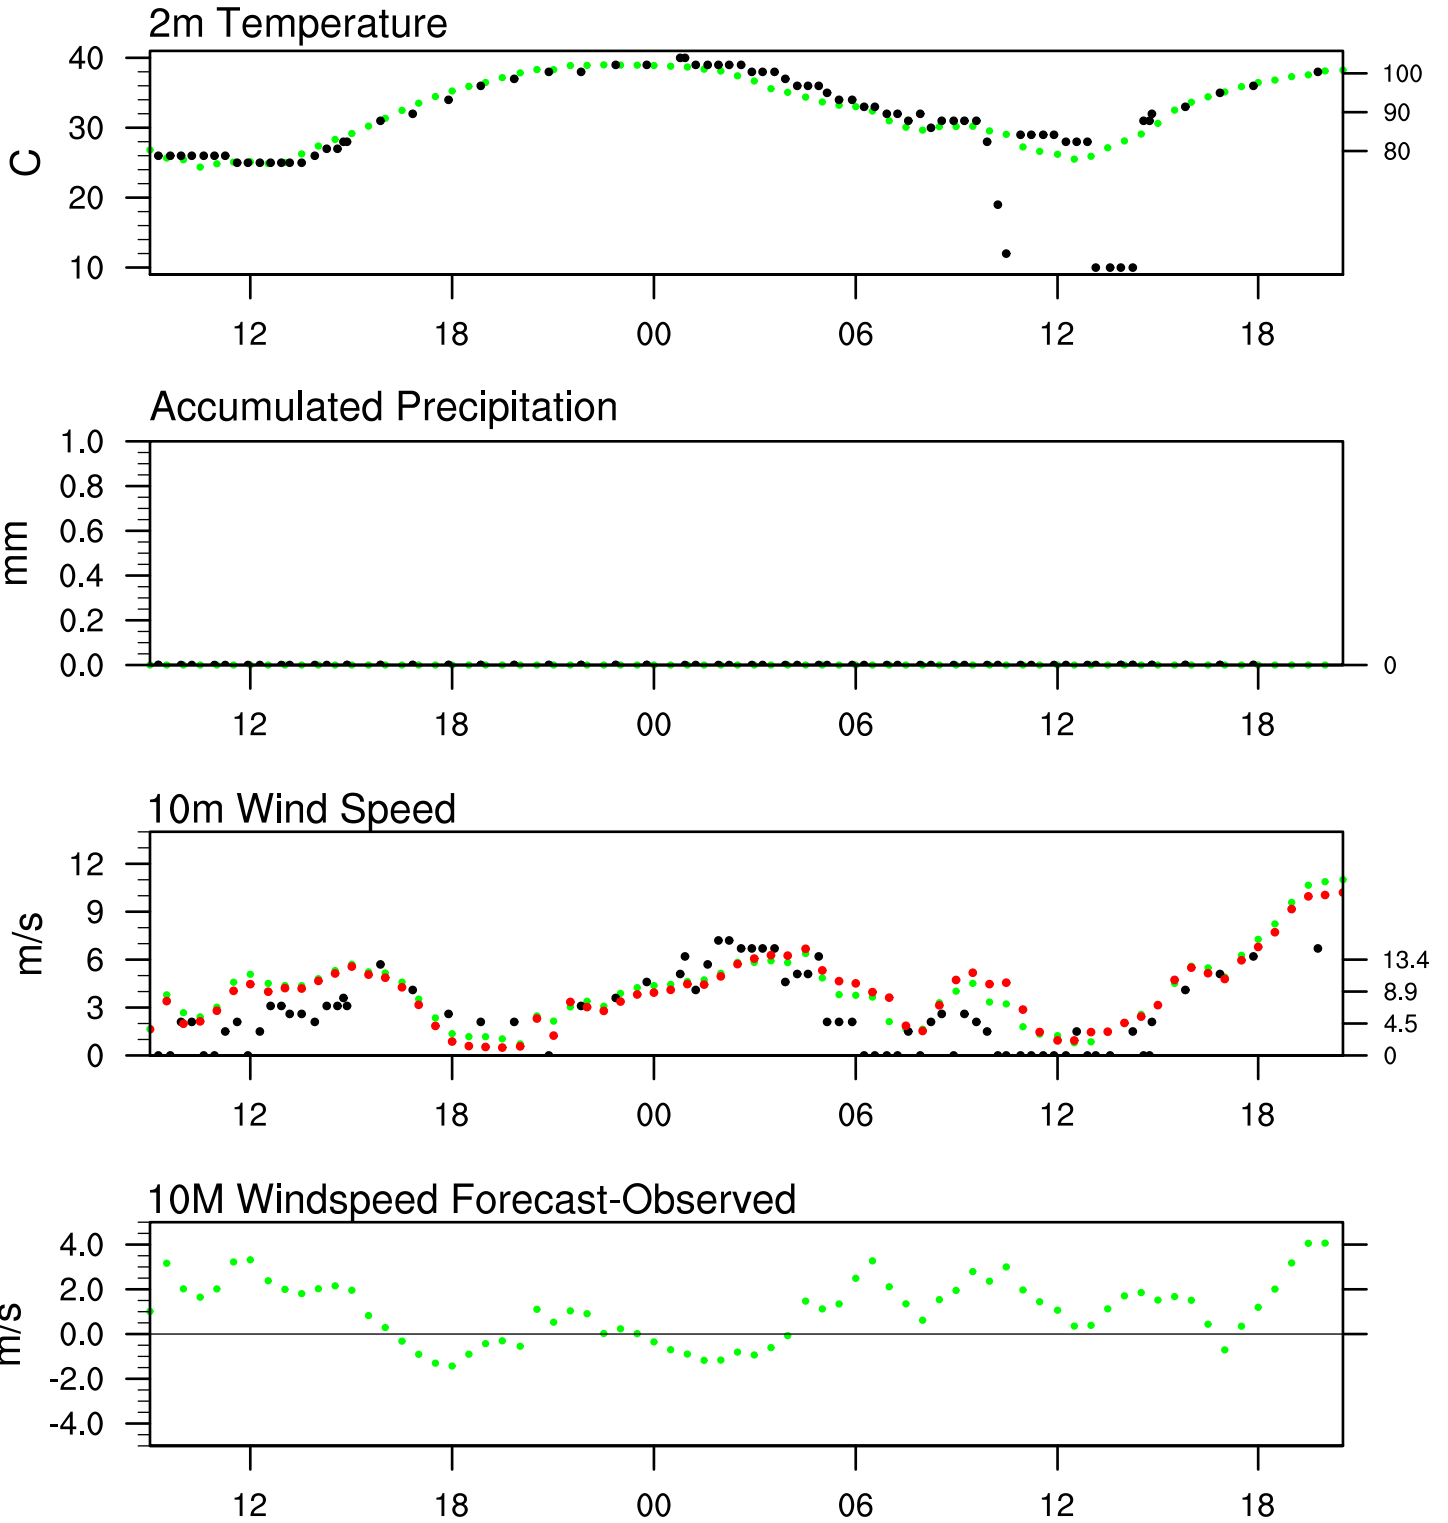 2m Temperature
40
30
20
10
C
100
90
80
12 18 00 06 12 18
Accumulated Precipitation
1.0
0.8
0.6
0.4
0.2
0.0
mm
0
12 18 00 06 12 18
10m Wind Speed
12
9
6
3
0
m/s
13.4
8.9
4.5
0
12 18 00 06 12 18
10M Windspeed Forecast-Observed
4.0
2.0
0.0
-2.0
-4.0
m/s
12 18 00 06 12 18